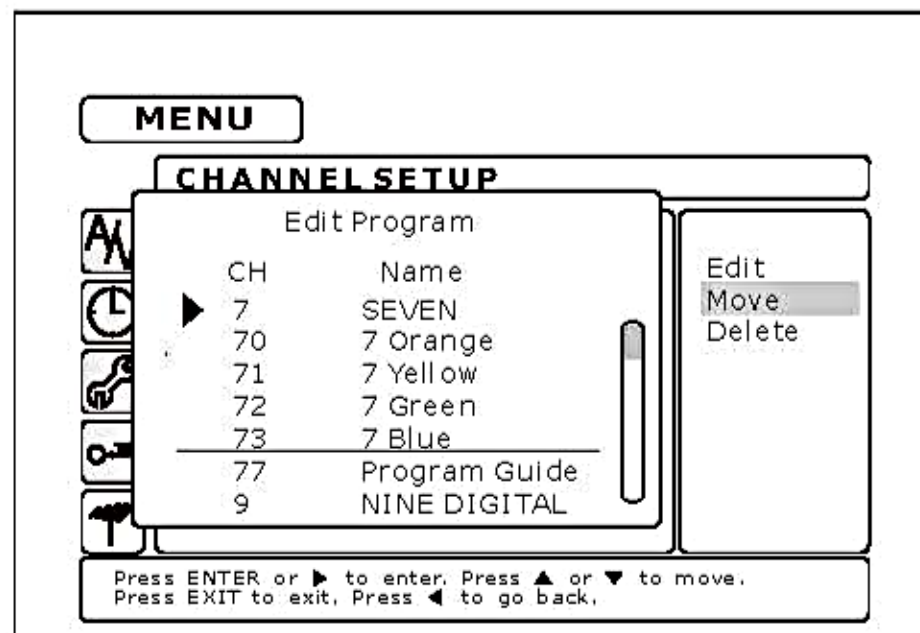 MENU
CHANNEL SETUP
Edit Program
CH Name
7 SEVEN
70 7 Orange
71 7 Yellow
72 7 Green
73 7 Blue
77 Program Guide
9 NINE DIGITAL
Edit
Move
Delete
Press ENTER or ▶ to enter. Press ▲ or ▼ to move.
Press EXIT to exit, Press ◀ to go back.